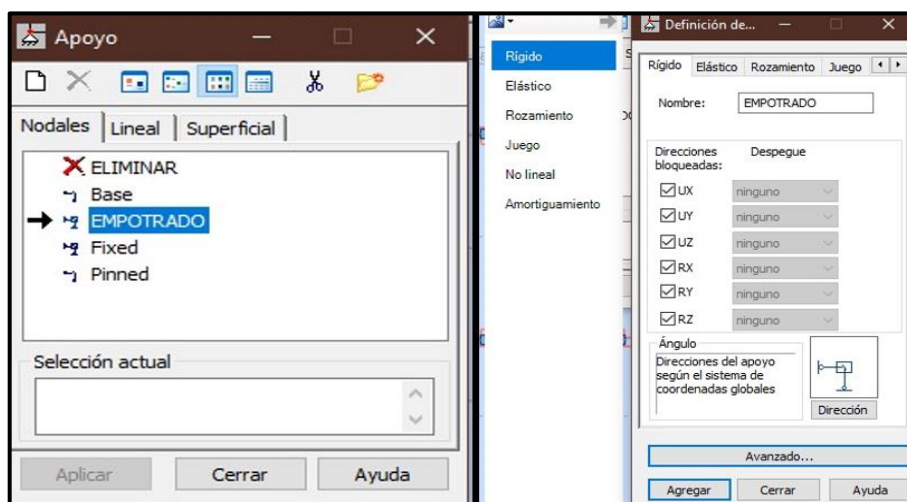 Apoyo
Nodales Lineal Superficial
ELIMINAR
Base
EMPOTRADO
Fixed
Pinned
Selección actual
Aplicar Cerrar Ayuda
Rígido
Elástico
Rozamiento
Juego
No lineal
Amortiguamiento
Definición de...
Rígido Elástico Rozamiento Juego
Nombre: EMPOTRADO
Direcciones Despegue
bloqueadas:
UX ninguno
UY ninguno
UZ ninguno
RX ninguno
RY ninguno
RZ ninguno
Ángulo
Direcciones del apoyo
según el sistema de
coordenadas globales
Dirección
Avanzado...
Agregar Cerrar Ayuda